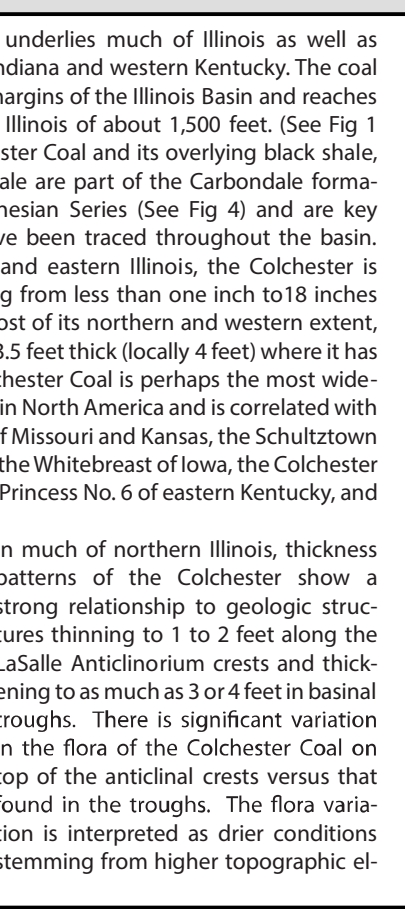 underlies much of Illinois as well as
ndiana and western Kentucky. The coal
margins of the Illinois Basin and reaches
Illinois of about 1,500 feet. (See Fig 1
ster Coal and its overlying black shale,
ale are part of the Carbondale forma-
nesian Series (See Fig 4) and are key
ve been traced throughout the basin.
and eastern Illinois, the Colchester is
g from less than one inch to18 inches
ost of its northern and western extent,
3.5 feet thick (locally 4 feet) where it has
chester Coal is perhaps the most wide-
in North America and is correlated with
f Missouri and Kansas, the Schultztown
the Whitebreast of Iowa, the Colchester
Princess No. 6 of eastern Kentucky, and
n much of northern Illinois, thickness
patterns of the Colchester show a
strong relationship to geologic struc-
tures thinning to 1 to 2 feet along the
LaSalle Anticlinorium crests and thick-
ening to as much as 3 or 4 feet in basinal
troughs. There is significant variation
n the flora of the Colchester Coal on
top of the anticlinal crests versus that
found in the troughs. The flora varia-
tion is interpreted as drier conditions
stemming from higher topographic el-